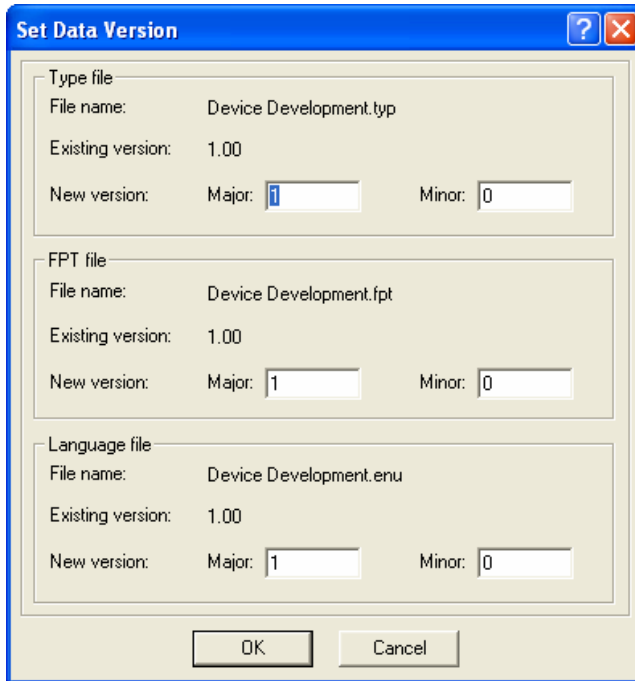 Set Data Version
Type file
File name: Device Development.typ
Existing version: 1.00
New version: Major: 1 Minor: 0
FPT file
File name: Device Development.fpt
Existing version: 1.00
New version: Major: 1 Minor: 0
Language file
File name: Device Development.enu
Existing version: 1.00
New version: Major: 1 Minor: 0
OK Cancel